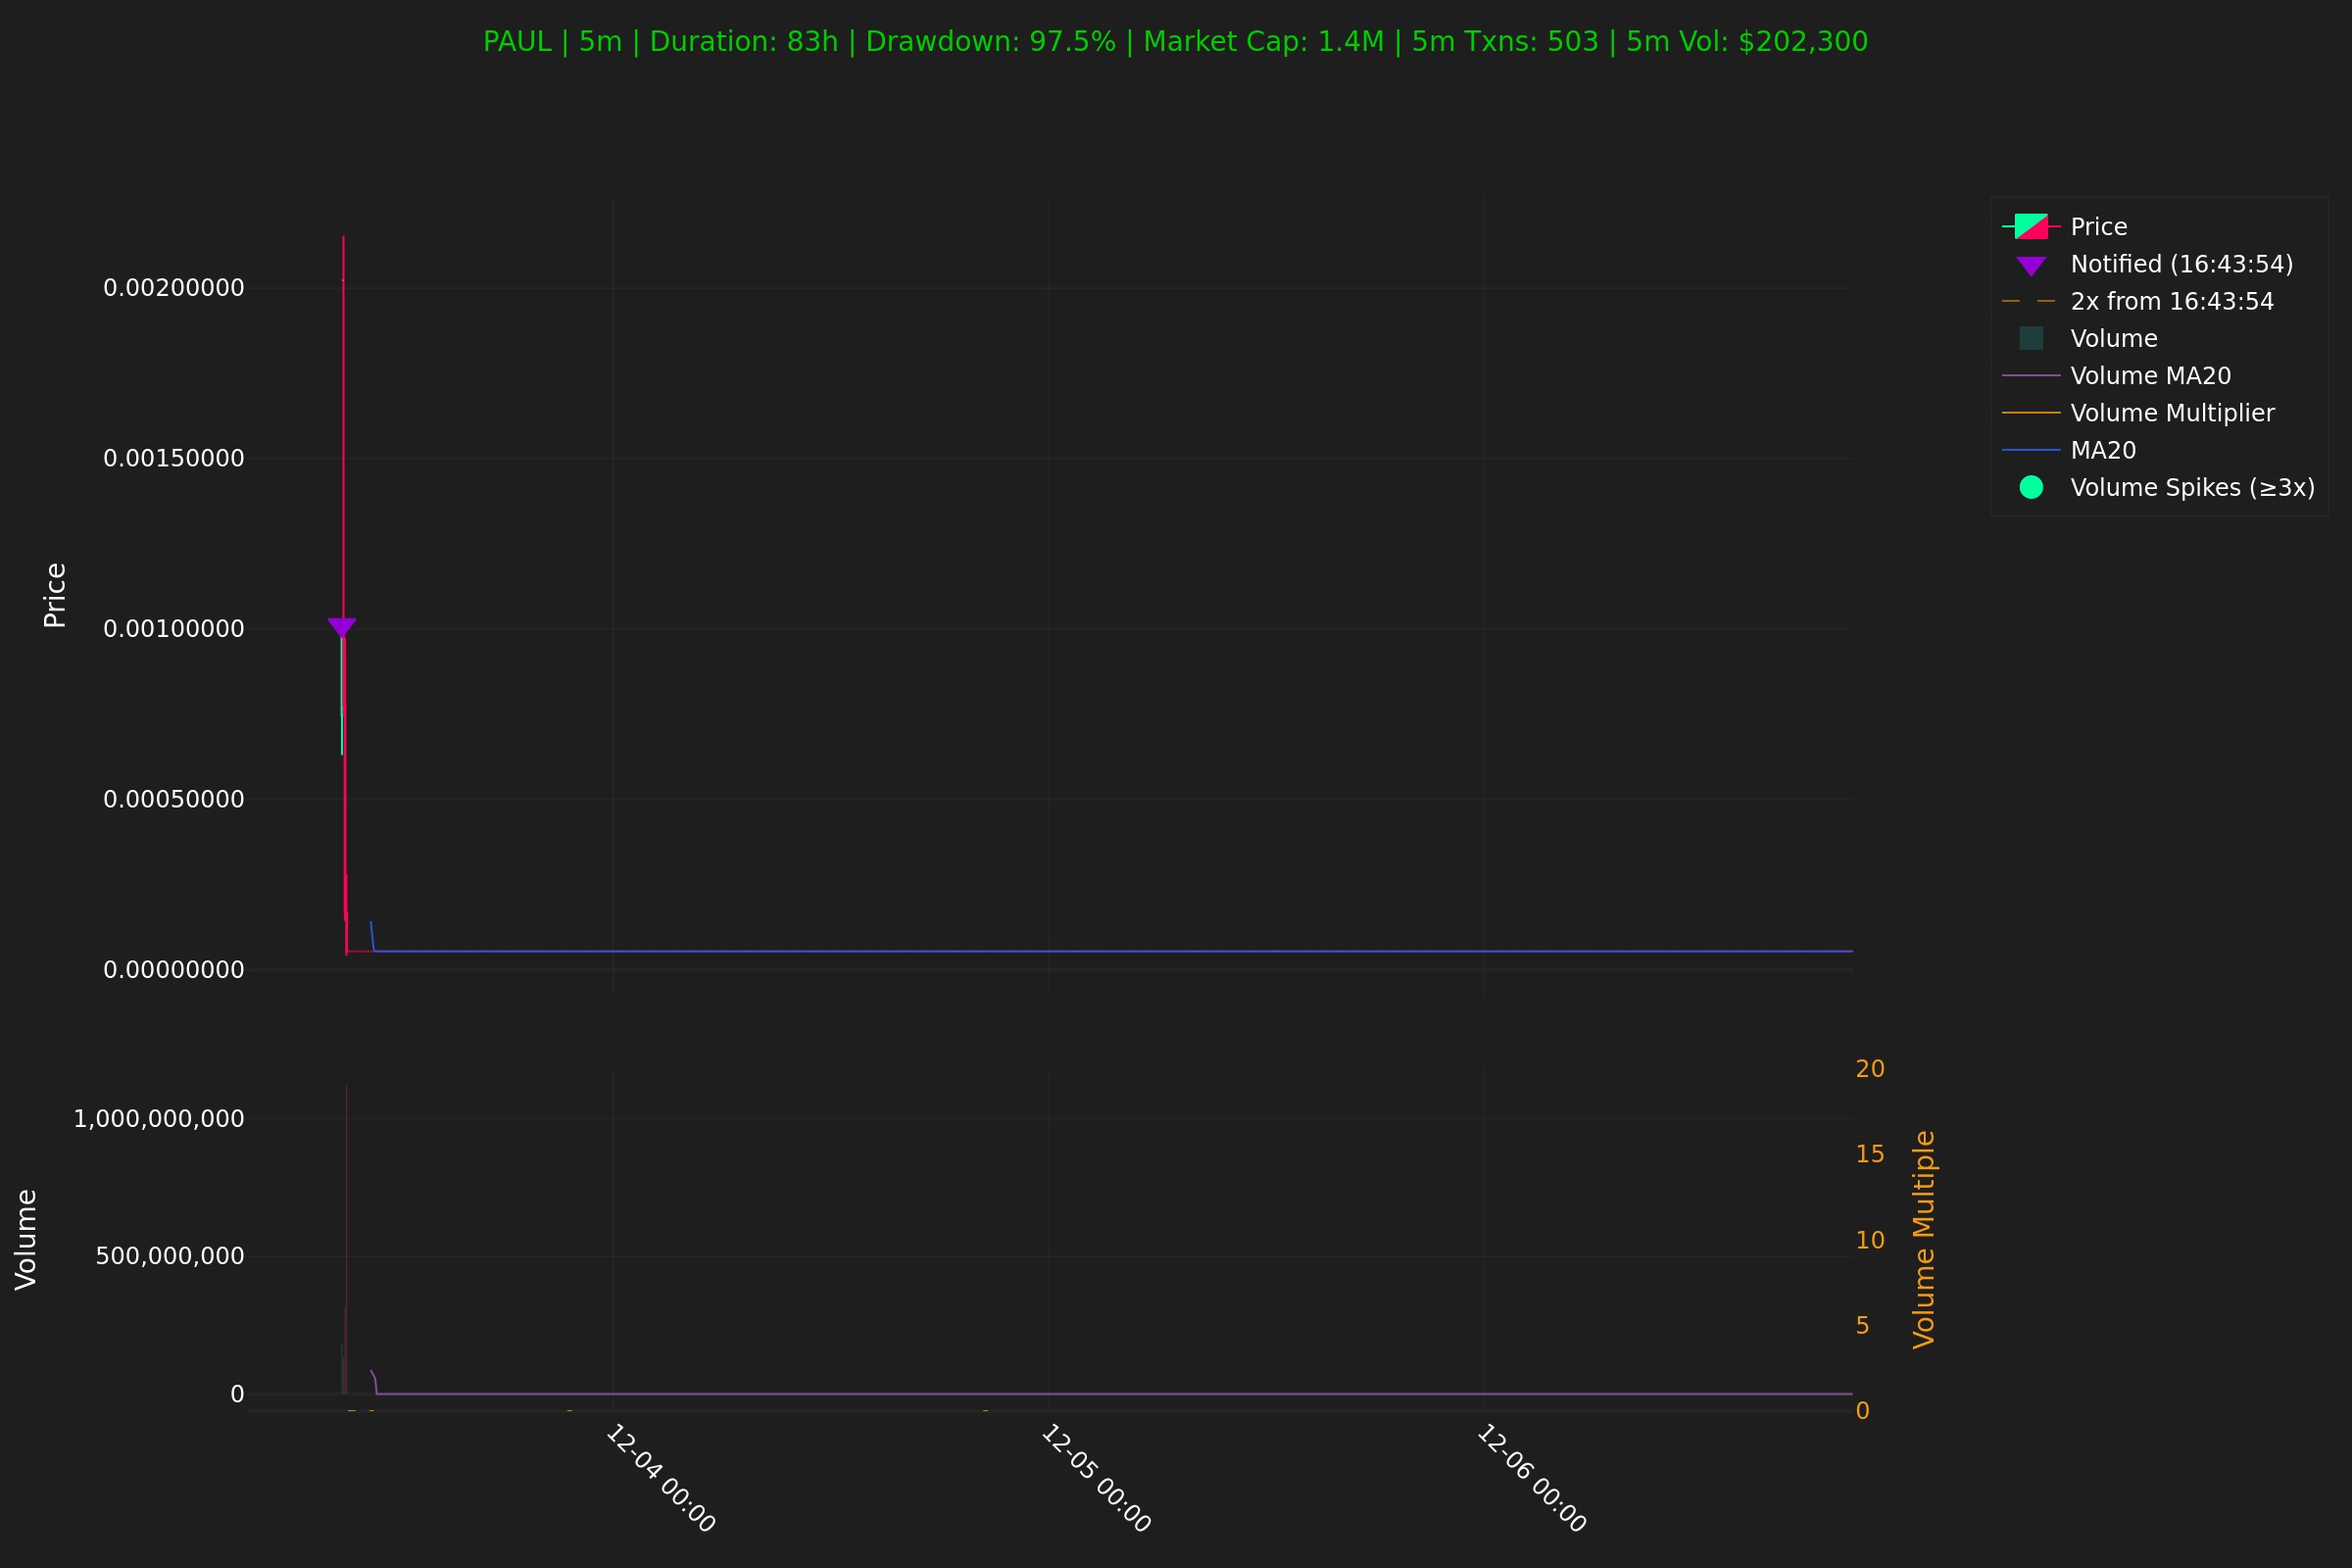 PAUL | 5m | Duration: 83h | Drawdown: 97.5% | Market Cap: 1.4M | 5m Txns: 503 | 5m Vol: $202,300
Price
Notified (16:43:54)
2x from 16:43:54
Volume
Volume MA20
Volume Multiplier
MA20
Volume Spikes (≥3x)
Price
0.00200000
0.00150000
0.00100000
0.00050000
0.00000000
Volume
1,000,000,000
500,000,000
0
20
15
10
5
0
Volume Multiple
12-04 00:00
12-05 00:00
12-06 00:00